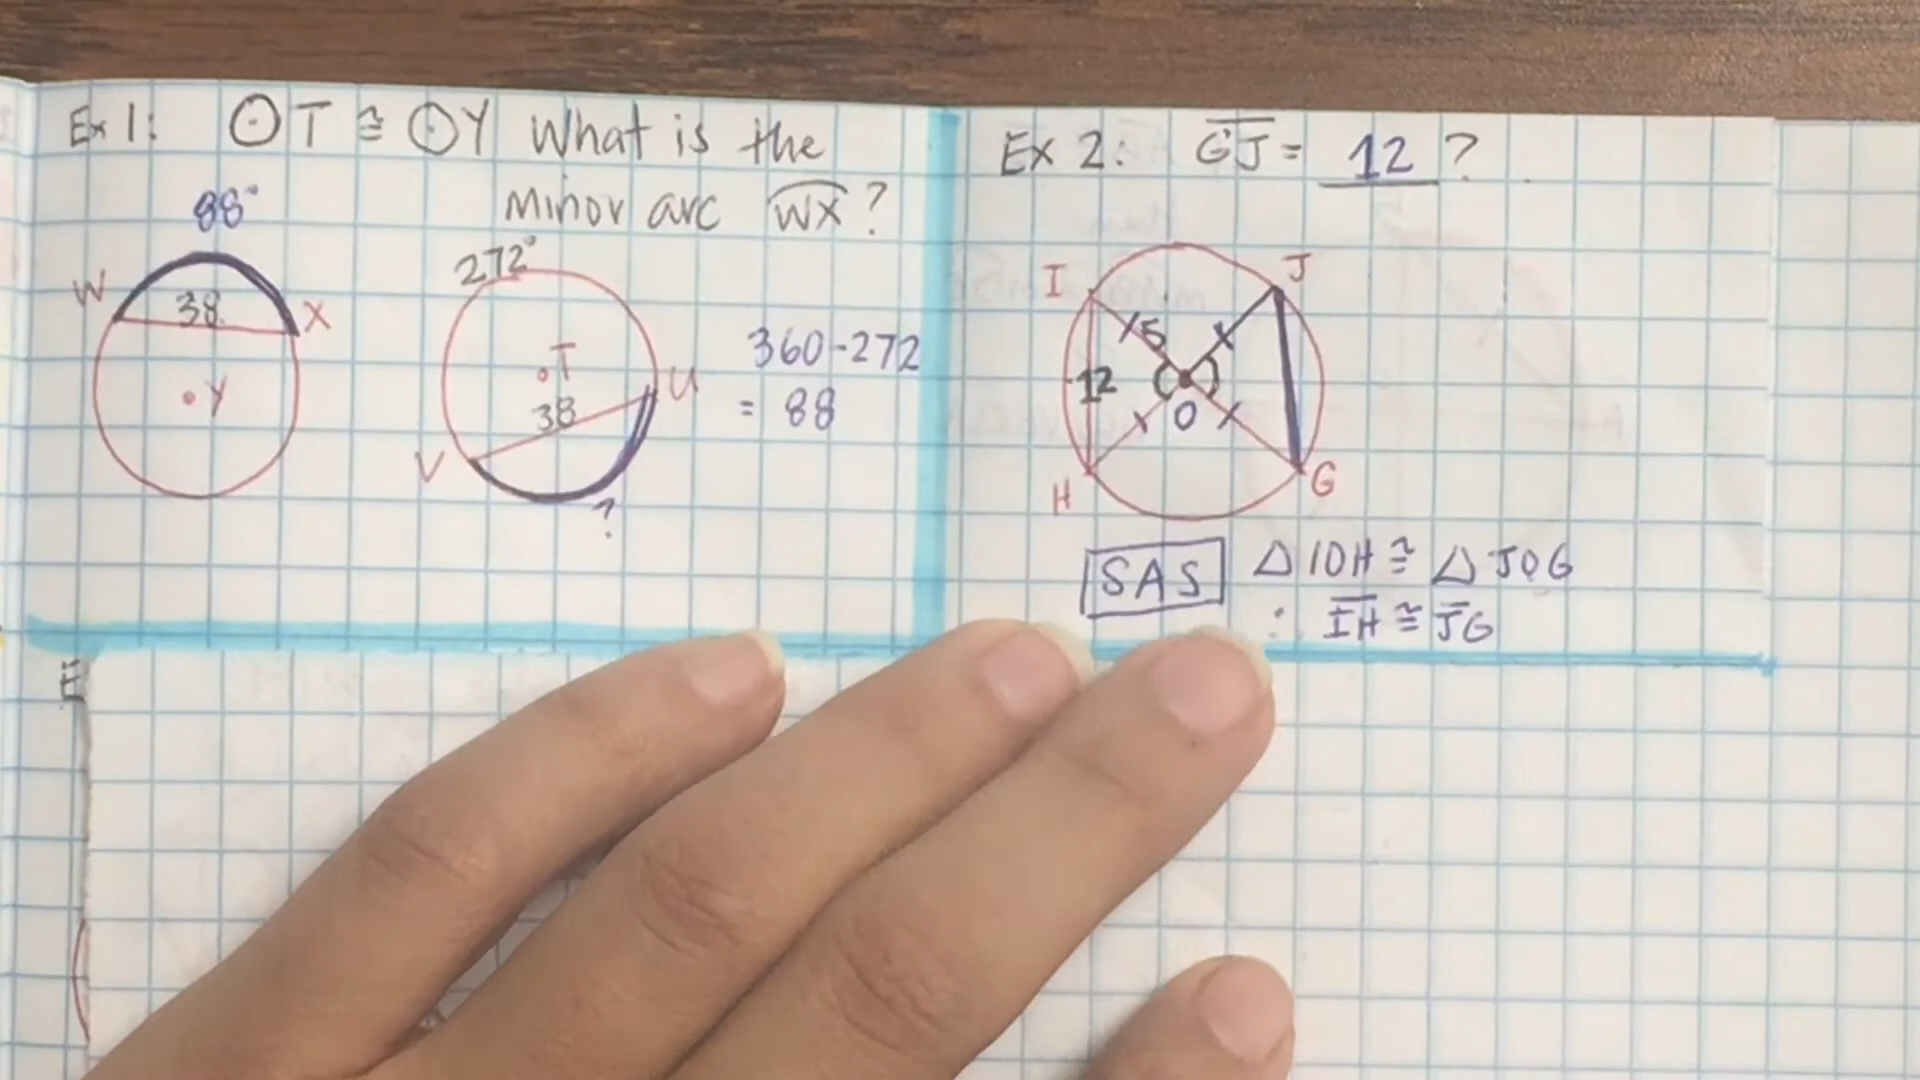 Ex 1: ⊙T ≅ ⊙Y What is the
minor arc WX?
88°
W
38
X
Y
272°
T
38
U
V
?
360-272
= 88
Ex 2: GJ = 12 ?
I
J
5
12
O
H
G
SAS
△ IOH ≅ △ JOG
∴ IH ≅ JG
E